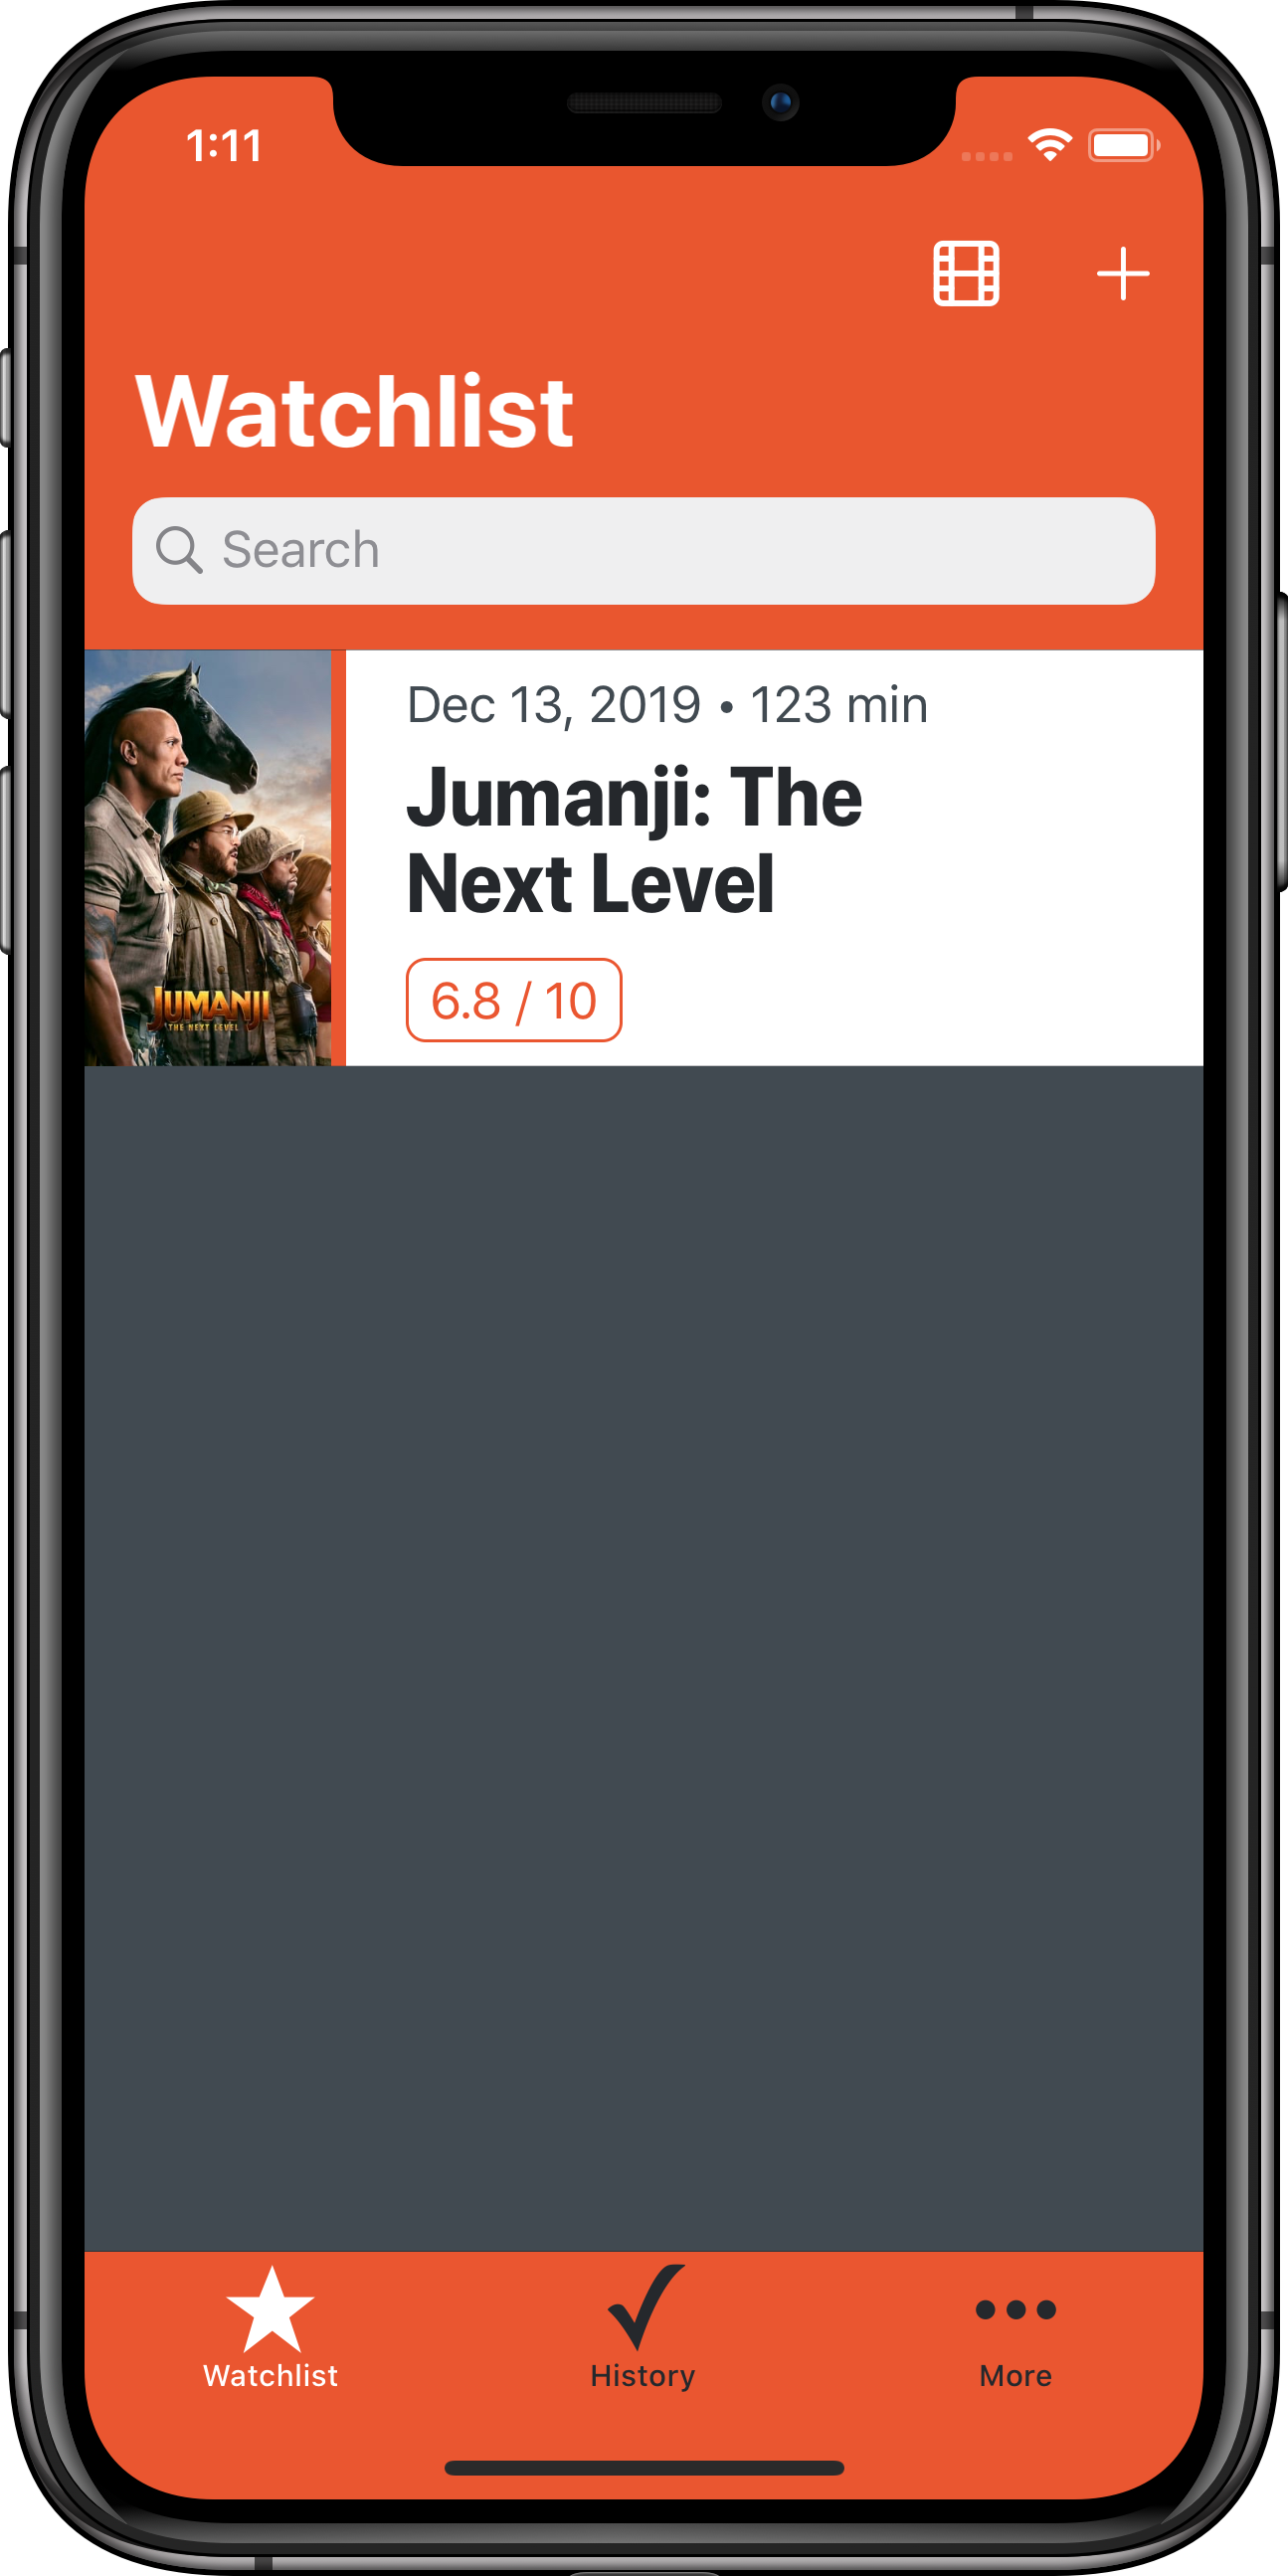 1:11
Watchlist
Search
Dec 13, 2019 • 123 min
Jumanji: The
Next Level
6.8 / 10
JUMANJI
THE NEXT LEVEL
Watchlist
History
More